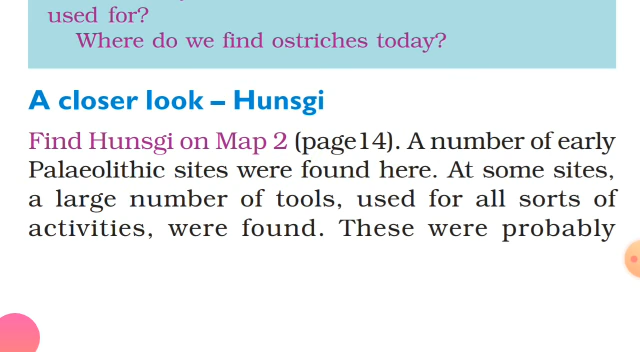 used for?
Where do we find ostriches today?
A closer look – Hunsgi
Find Hunsgi on Map 2 (page14). A number of early
Palaeolithic sites were found here. At some sites,
a large number of tools, used for all sorts of
activities, were found. These were probably